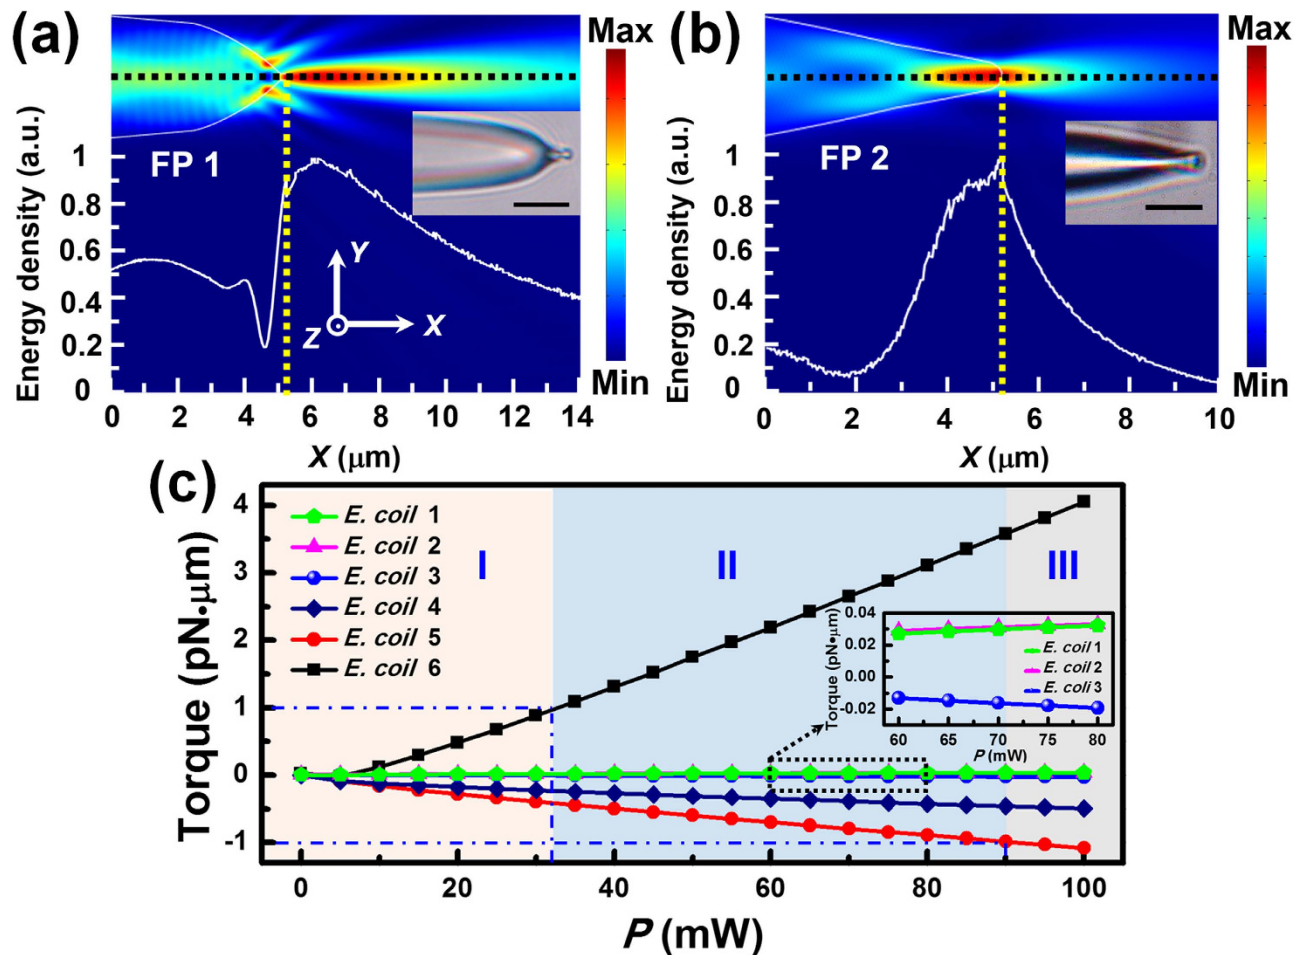 (a)
Max
FP 1
Energy density (a.u.)
1
0.8
0.6
0.4
0.2
0
Y
Z
X
Min
0 2 4 6 8 10 12 14
X (μm)
(b)
Max
FP 2
Energy density (a.u.)
1
0.8
0.6
0.4
0.2
0
Min
0 2 4 6 8 10
X (μm)
(c)
Torque (pN·μm)
4
3
2
1
0
-1
E. coil 1
E. coil 2
E. coil 3
E. coil 4
E. coil 5
E. coil 6
I
II
III
Torque (pN•μm)
0.04
0.02
0.00
-0.02
E. coil 1
E. coil 2
E. coli 3
60 65 70 75 80
P (mW)
0 20 40 60 80 100
P (mW)